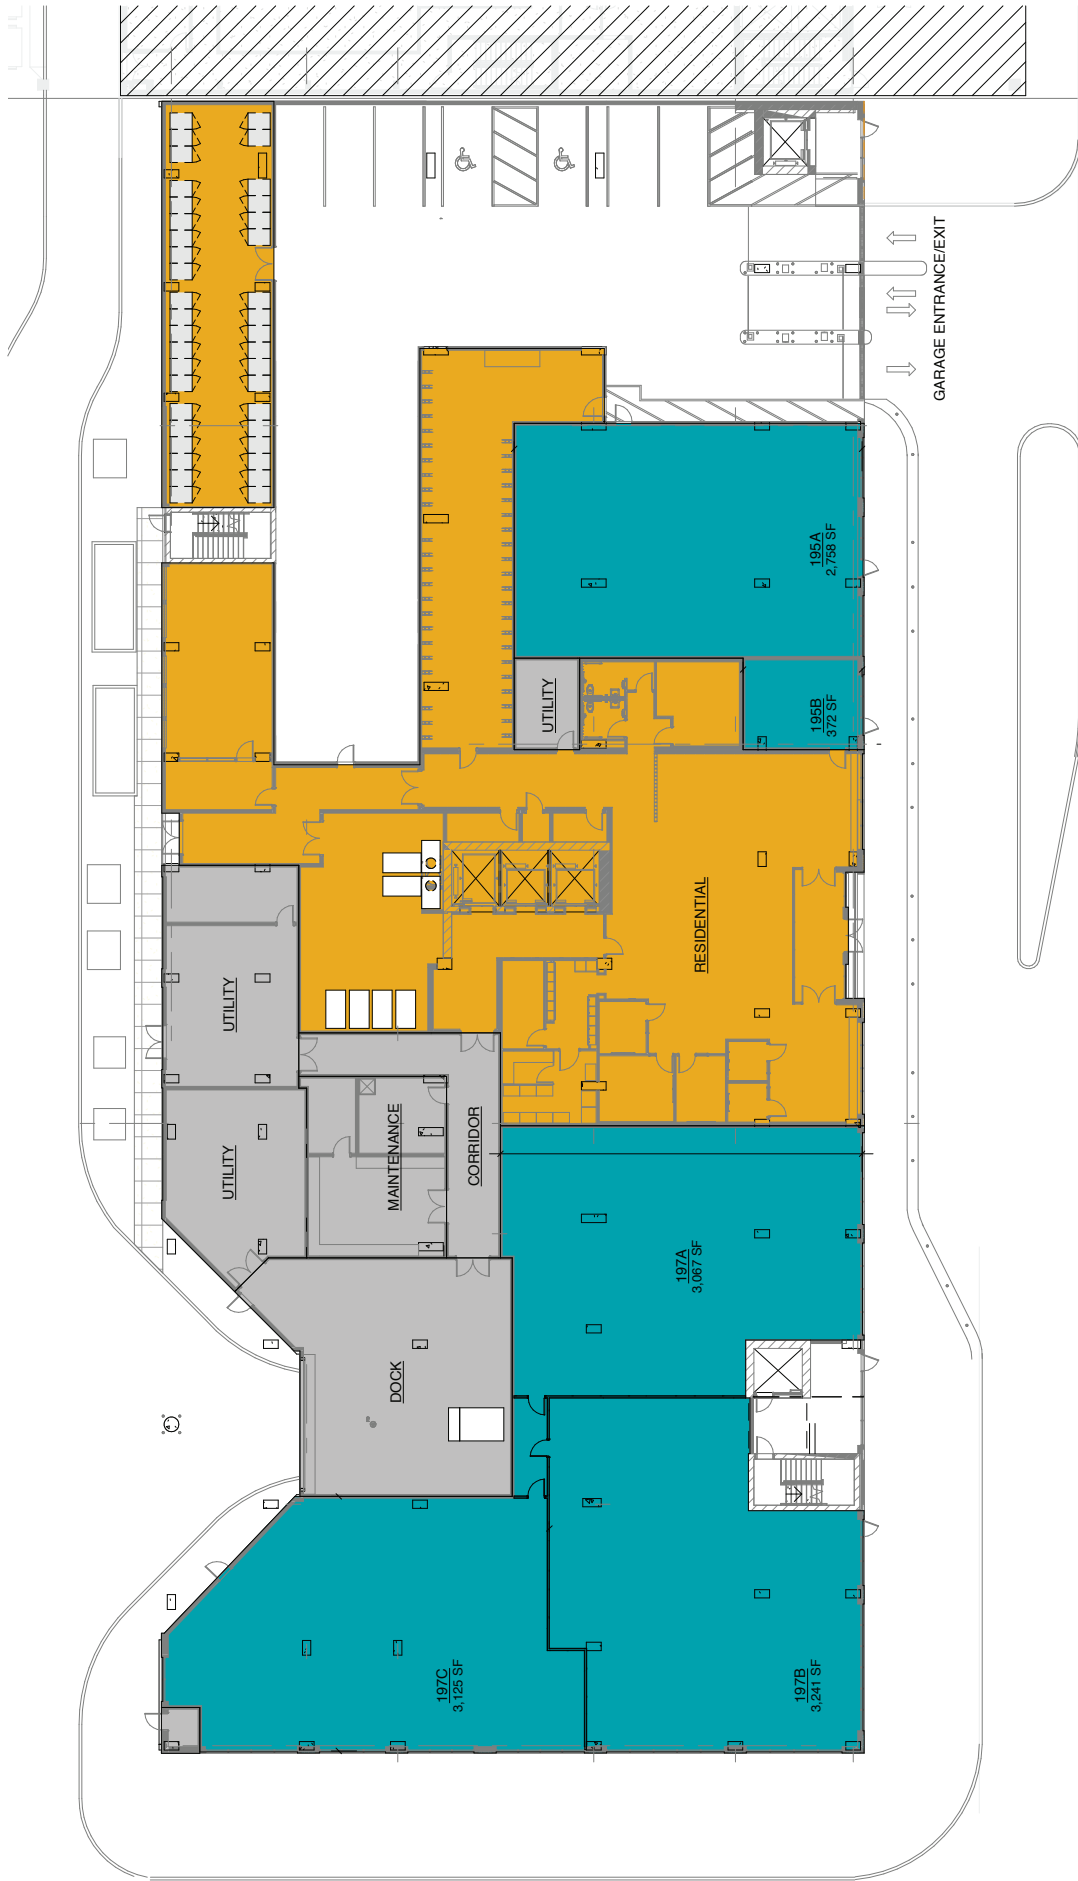 GARAGE ENTRANCE/EXIT
195A
2,758 SF
UTILITY
195B
372 SF
RESIDENTIAL
UTILITY
UTILITY
MAINTENANCE
CORRIDOR
197A
3,067 SF
DOCK
197C
3,125 SF
197B
3,241 SF